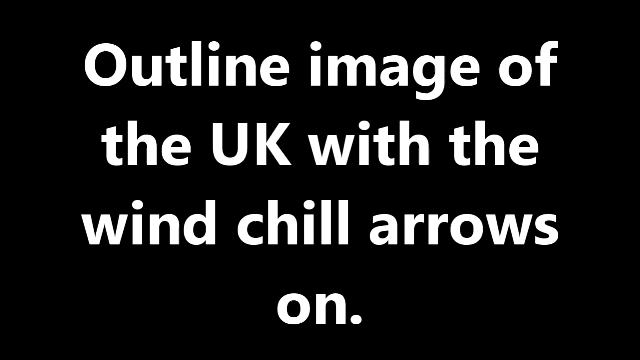 Outline image of
the UK with the
wind chill arrows
on.